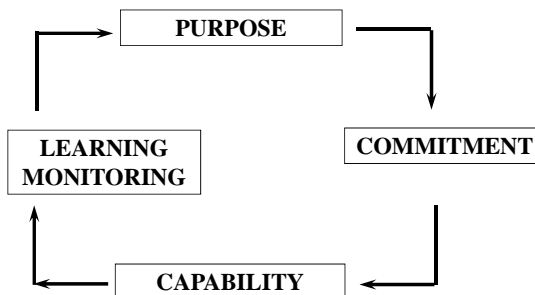 PURPOSE
COMMITMENT
LEARNING
MONITORING
CAPABILITY